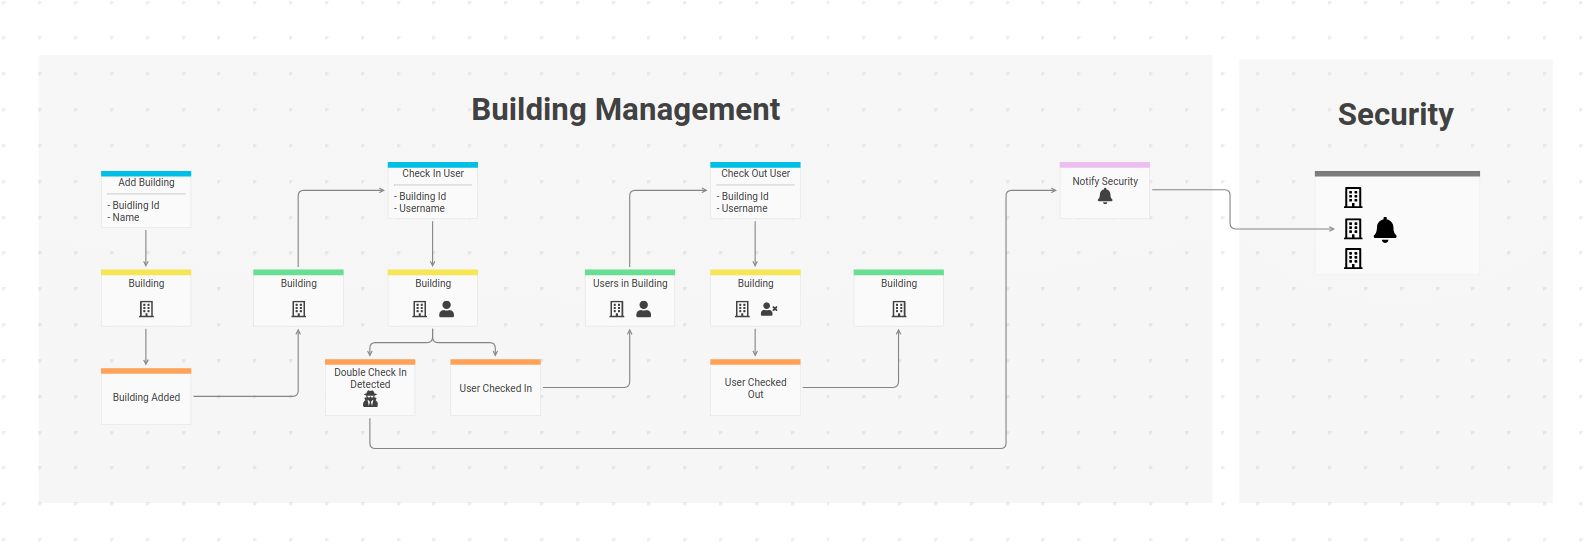 Building Management
Security
Add Building
- Buidling Id
- Name
Check In User
- Building Id
- Username
Check Out User
- Building Id
- Username
Notify Security
Building
Building
Building
Users in Building
Building
Building
Building Added
Double Check In
Detected
User Checked In
User Checked
Out